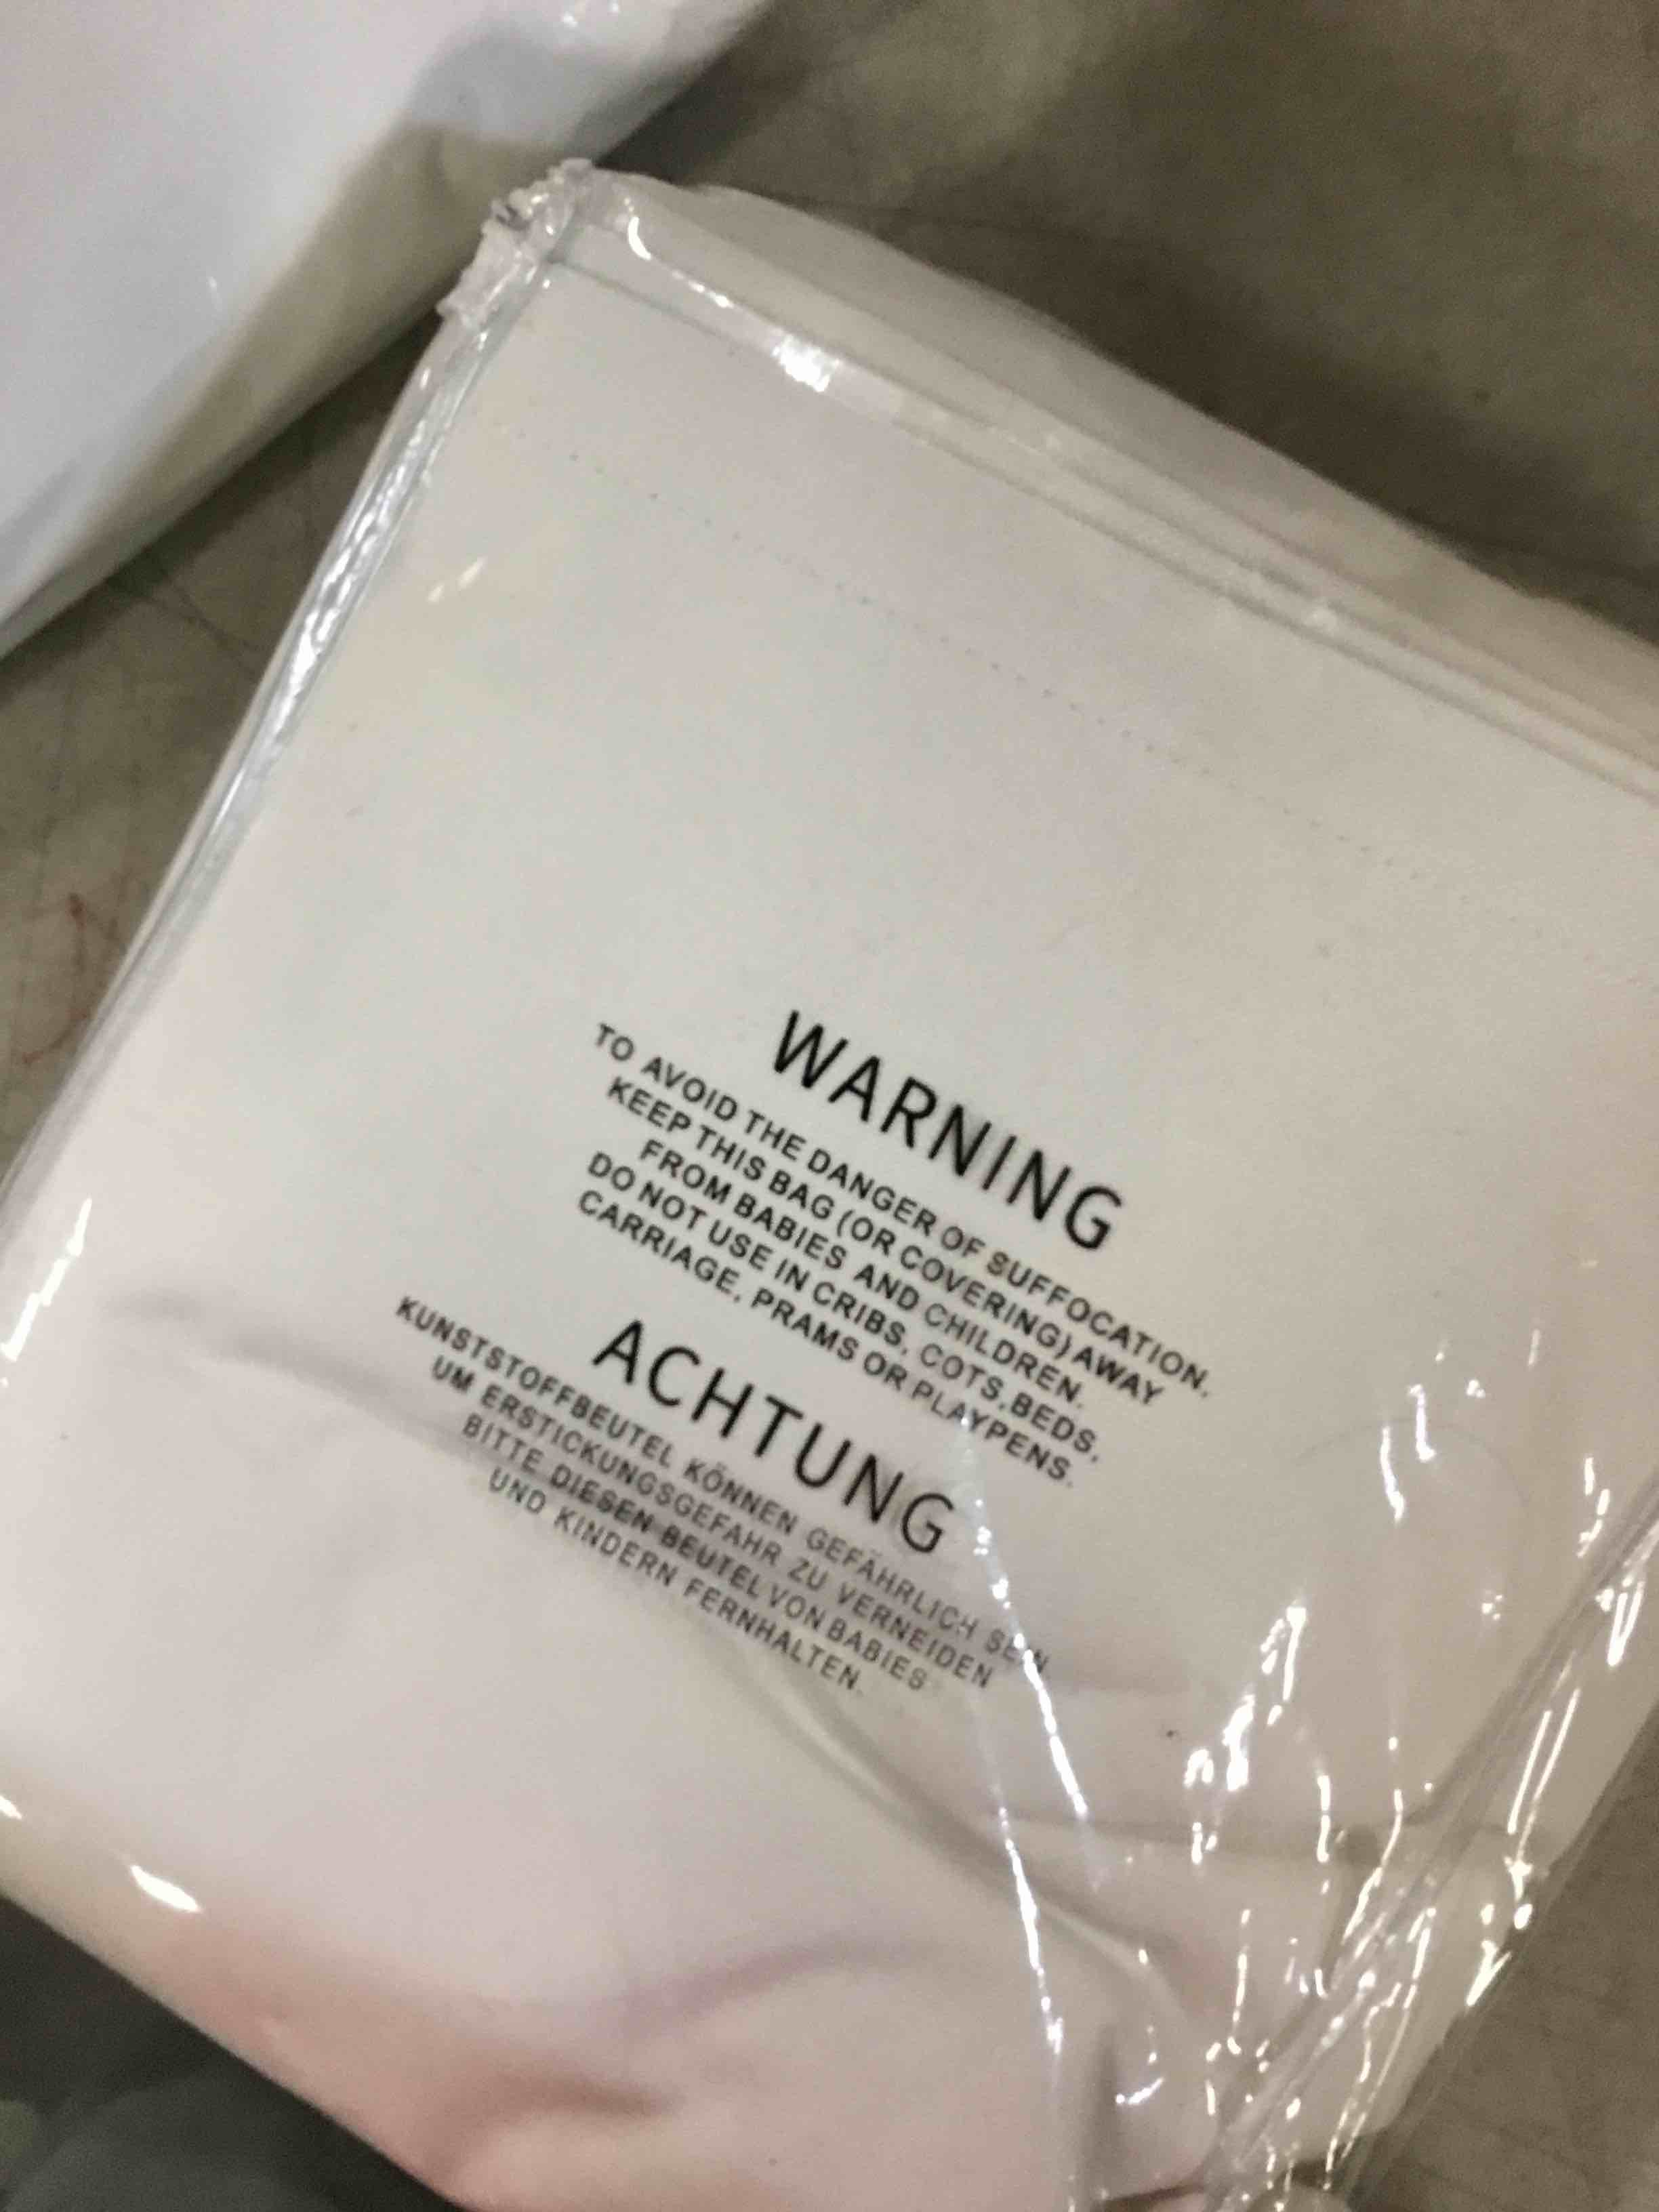 WARNING
TO AVOID THE DANGER OF SUFFOCATION.
KEEP THIS BAG (OR COVERING) AWAY
FROM BABIES AND CHILDREN.
DO NOT USE IN CRIBS, COTS,BEDS,
CARRIAGE, PRAMS OR PLAYPENS.
ACHTUNG
KUNSTSTOFFBEUTEL KÖNNEN GEFÄHRLICH SEIN
UM ERSTICKUNGSGEFAHR ZU VERNEIDEN
BITTE DIESEN BEUTEL VON BABIES
UND KINDERN FERNHALTEN.